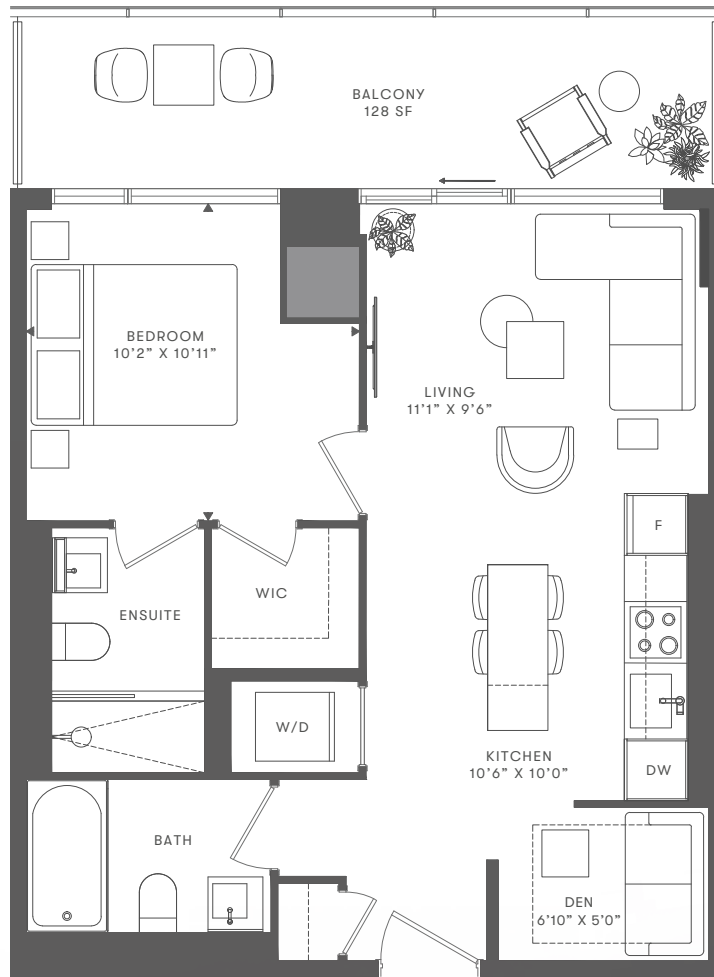 BALCONY
128 SF
BEDROOM
10’2” X 10’11”
LIVING
11’1” X 9’6”
F
WIC
ENSUITE
W/D
KITCHEN
10’6” X 10’0”
DW
BATH
DEN
6’10” X 5’0”